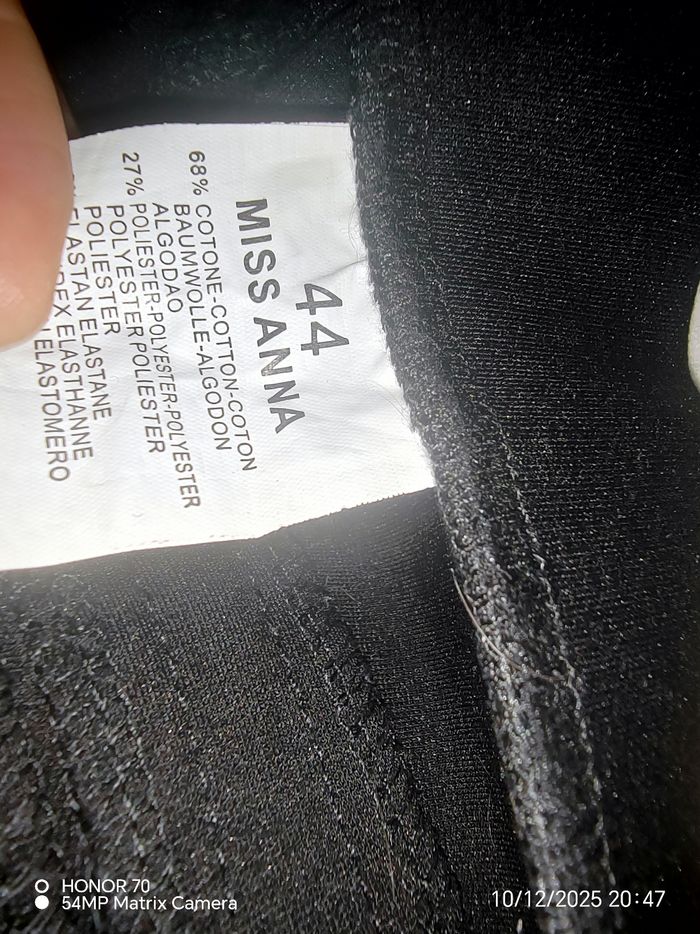 44
MISS ANNA
68% COTONE-COTTON-COTON
BAUMWOLLE-ALGODON
ALGODAO
27% POLIESTER-POLYESTER-POLYESTER
POLYESTER POLIESTER
POLIESTER
ELASTAN ELASTANE
ELASTHANNE
ELASTOMERO
HONOR 70
54MP Matrix Camera
10/12/2025 20:47